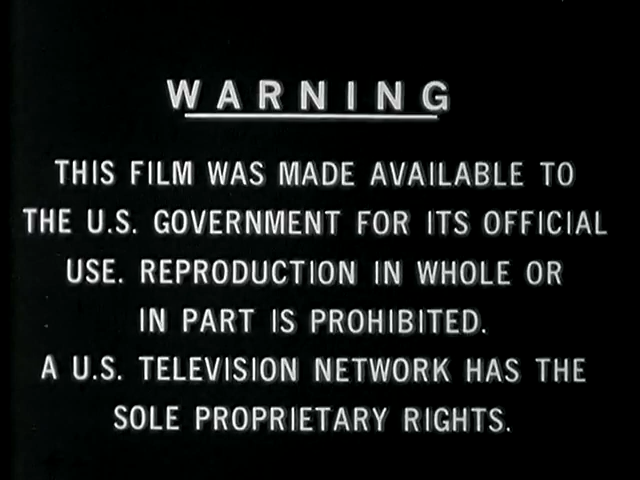 WARNING
THIS FILM WAS MADE AVAILABLE TO
THE U.S. GOVERNMENT FOR ITS OFFICIAL
USE. REPRODUCTION IN WHOLE OR
IN PART IS PROHIBITED.
A U.S. TELEVISION NETWORK HAS THE
SOLE PROPRIETARY RIGHTS.